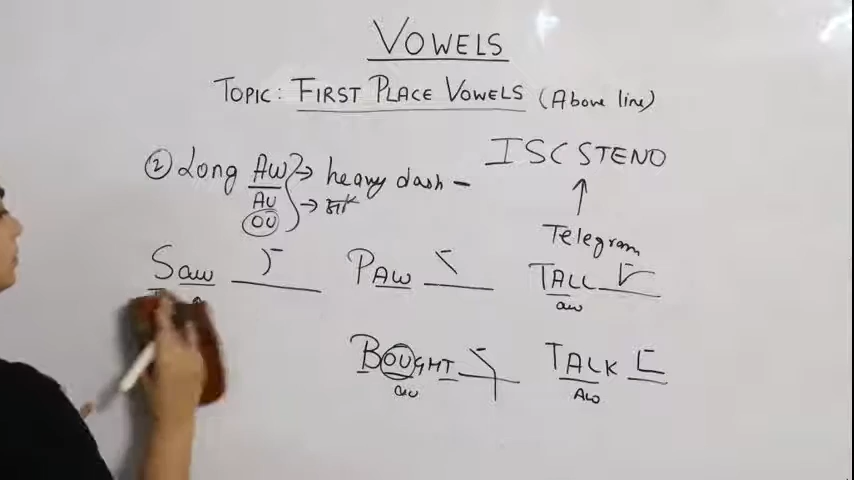 VOWELS
TOPIC: FIRST PLACE VOWELS (Above line)
② Long AW → heavy dash –
AU
OU →
ISC STENO
Telegram
SAW
PAW
TALL
aw
BOUGHT
au
TALK
AW